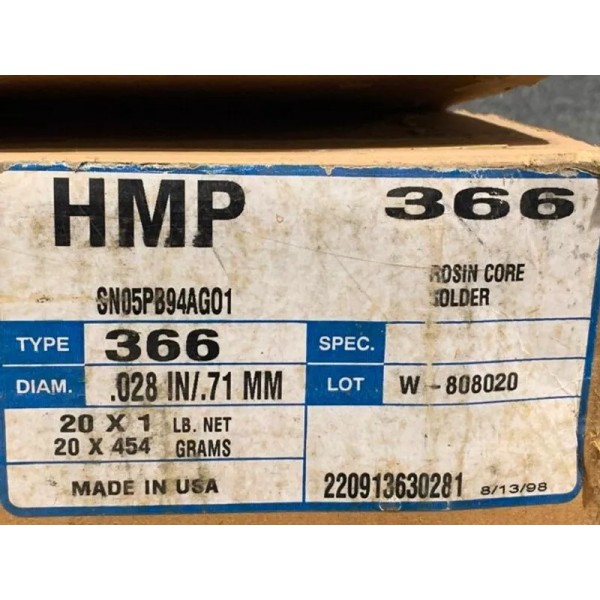 HMP 366
SN05PB94AG01
ROSIN CORE
SOLDER
TYPE 366 SPEC.
DIAM. .028 IN/.71 MM LOT W-808020
20 X 1 LB. NET
20 X 454 GRAMS
MADE IN USA 220913630281 8/13/98